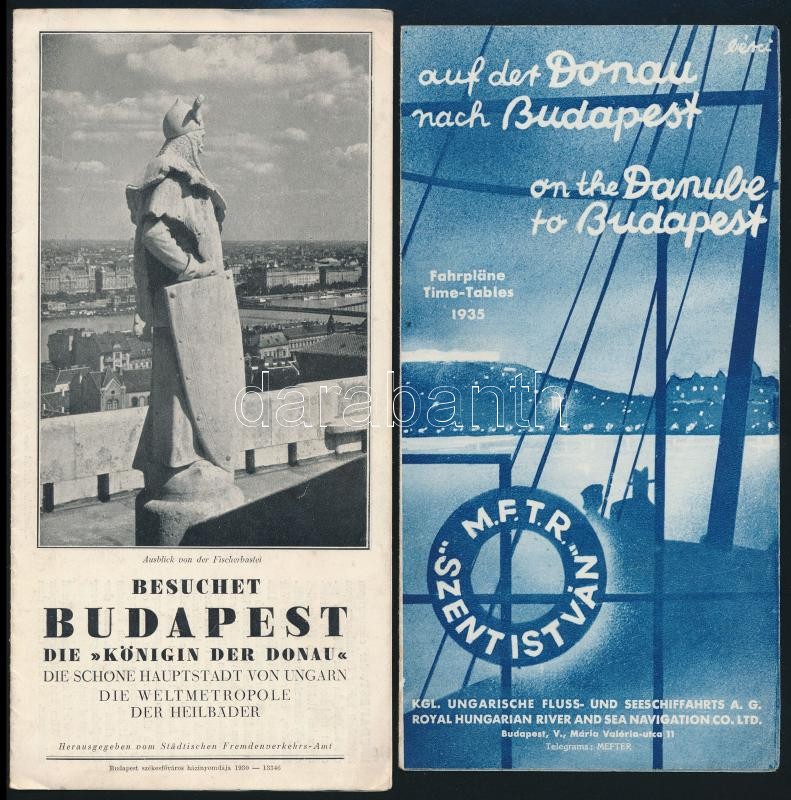 Ausblick von der Fischerbastei
BESUCHET
BUDAPEST
DIE »KÖNIGIN DER DONAU«
DIE SCHÖNE HAUPTSTADT VON UNGARN
DIE WELTMETROPOLE
DER HEILBÄDER
Herausgegeben vom Städtischen Fremdenverkehrs-Amt
Budapest székesfőváros házinyomdája 1930 — 13346
auf der Donau
nach Budapest
on the Danube
to Budapest
Fahrpläne
Time-Tables
1935
M.F.T.R.
„SZENT ISTVÁN”
KGL. UNGARISCHE FLUSS- UND SEESCHIFFAHRTS A. G.
ROYAL HUNGARIAN RIVER AND SEA NAVIGATION CO. LTD.
Budapest, V., Mária Valéria-utca 11
Telegrams: MEFTER
darabanth